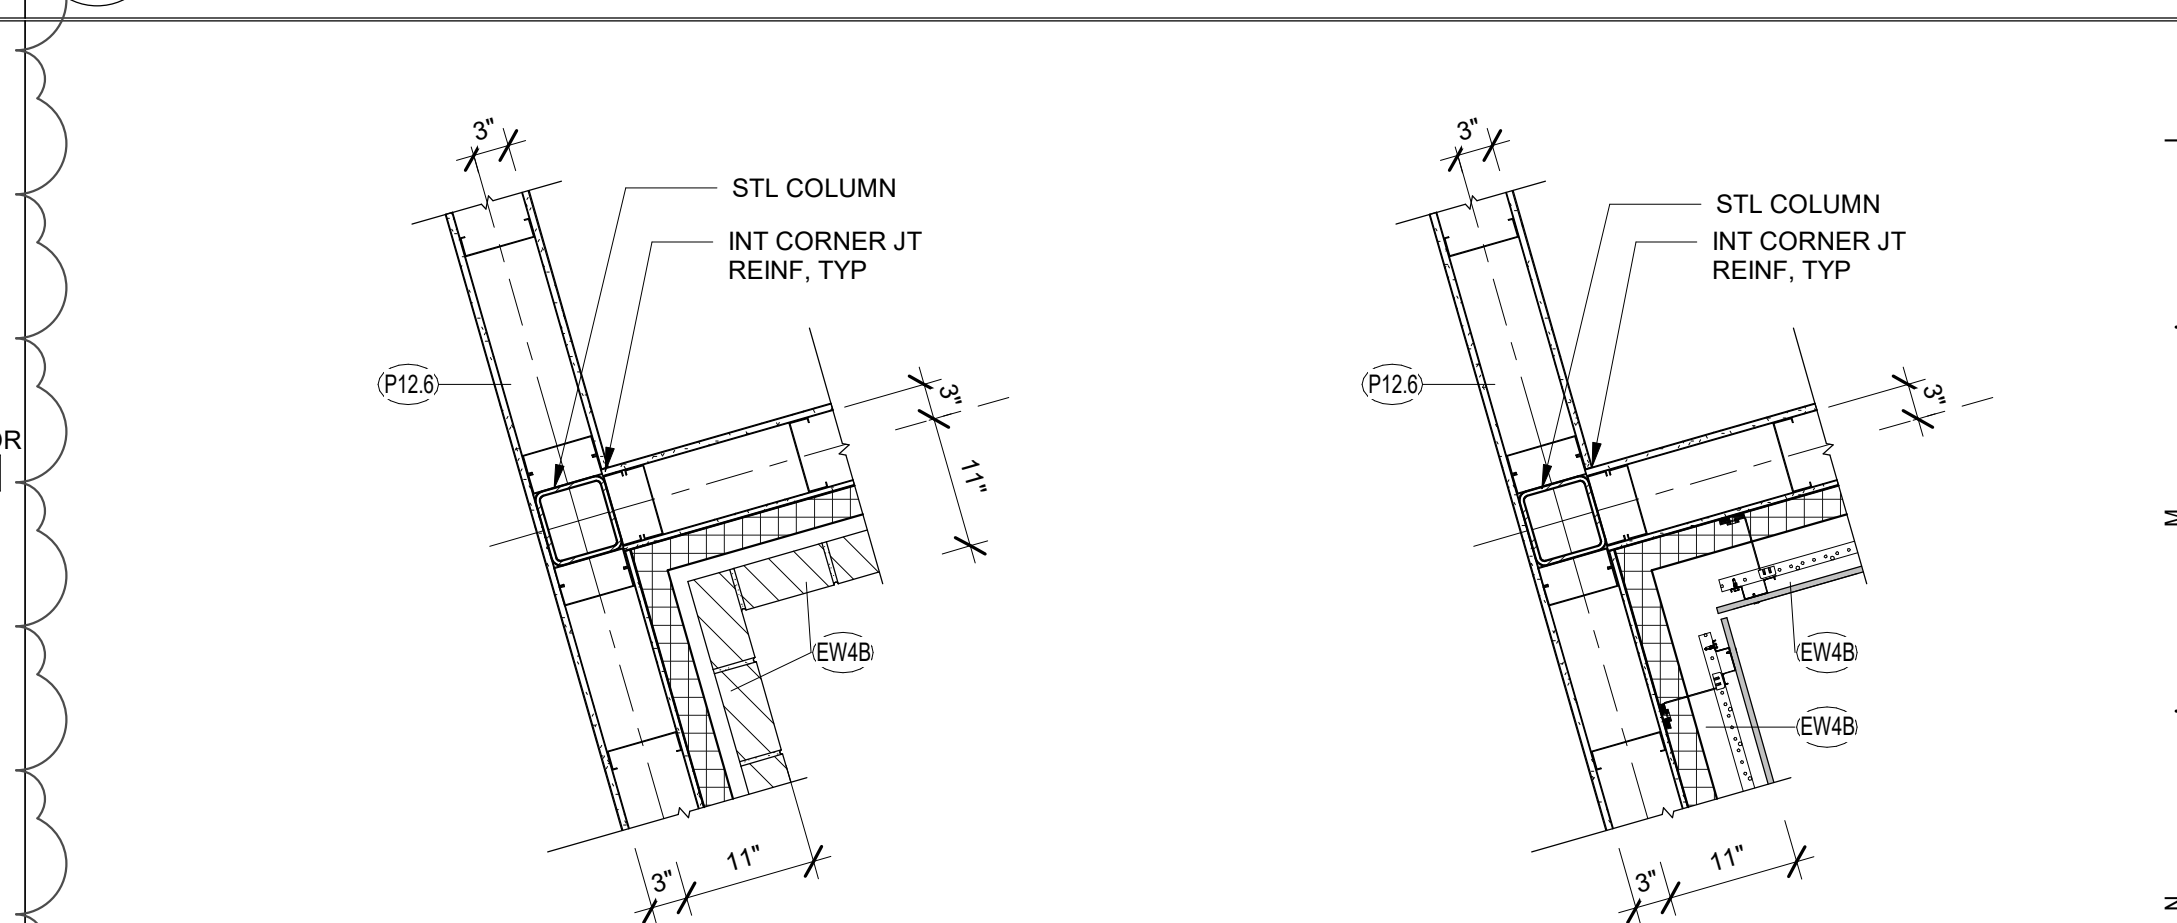 3"
STL COLUMN
INT CORNER JT
REINF, TYP
P12.6
3"
11"
EW4B
11"
3"
3"
STL COLUMN
INT CORNER JT
REINF, TYP
P12.6
3"
EW4B
EW4B
11"
3"
OR
M
N